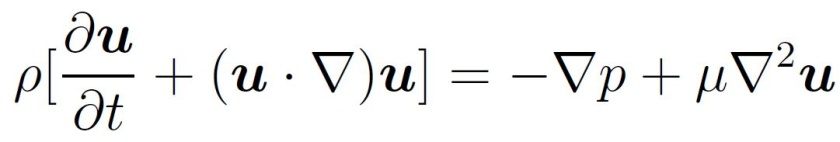 ρ[∂𝒖/∂t + (𝒖 · ∇)𝒖] = −∇p + μ∇²𝒖